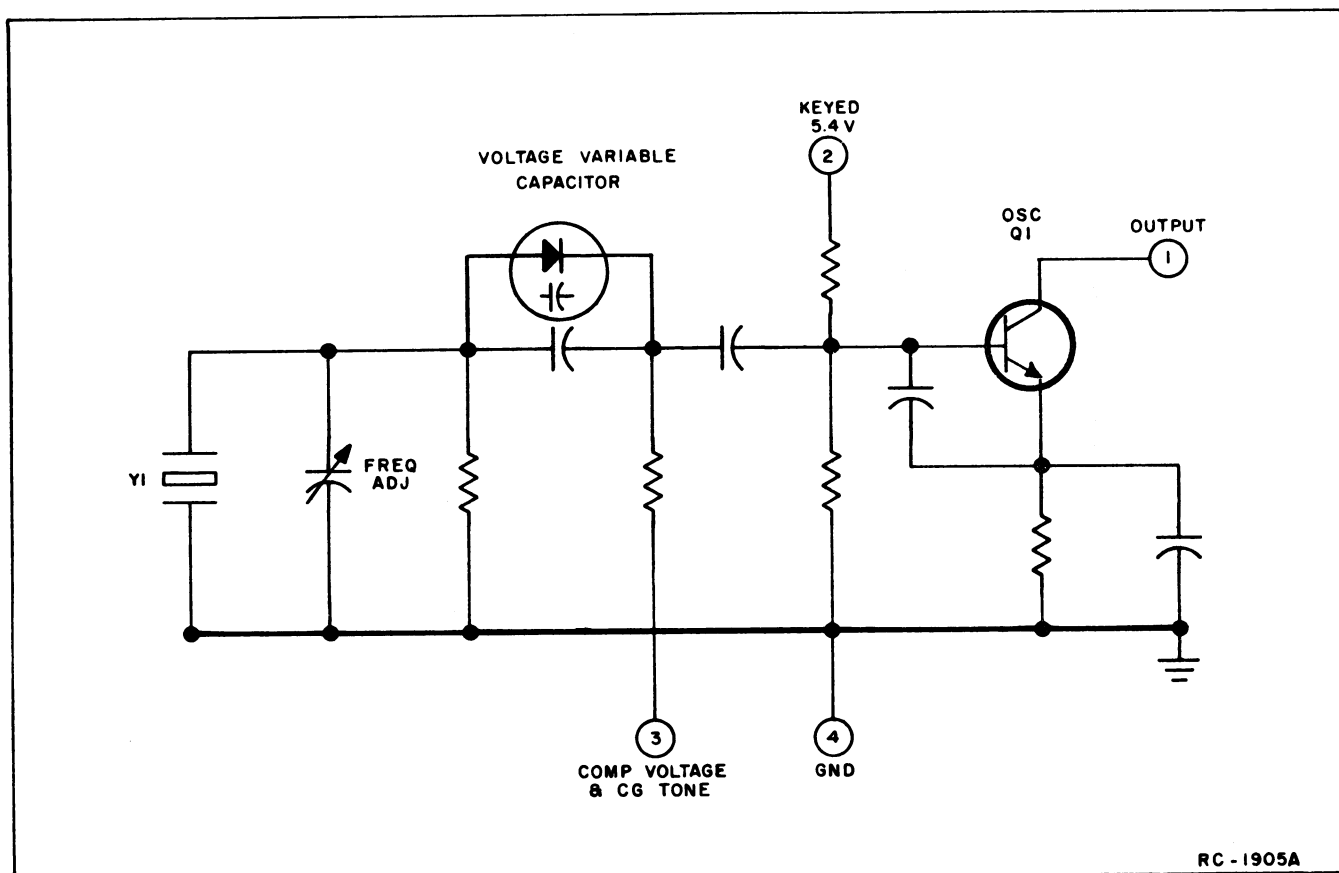 KEYED
5.4 V
2
VOLTAGE VARIABLE
CAPACITOR
OSC
Q1
OUTPUT
1
Y1
FREQ
ADJ
3
COMP VOLTAGE
& CG TONE
4
GND
RC-1905A